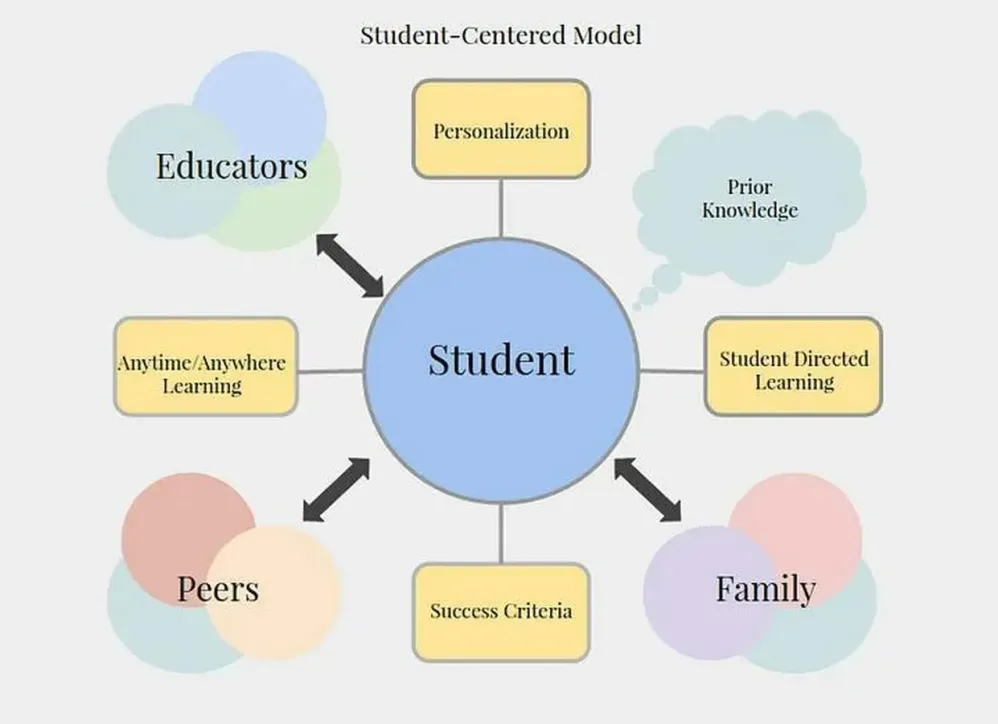 Student-Centered Model
Personalization
Educators
Prior
Knowledge
Anytime/Anywhere
Learning
Student
Student Directed
Learning
Peers
Success Criteria
Family